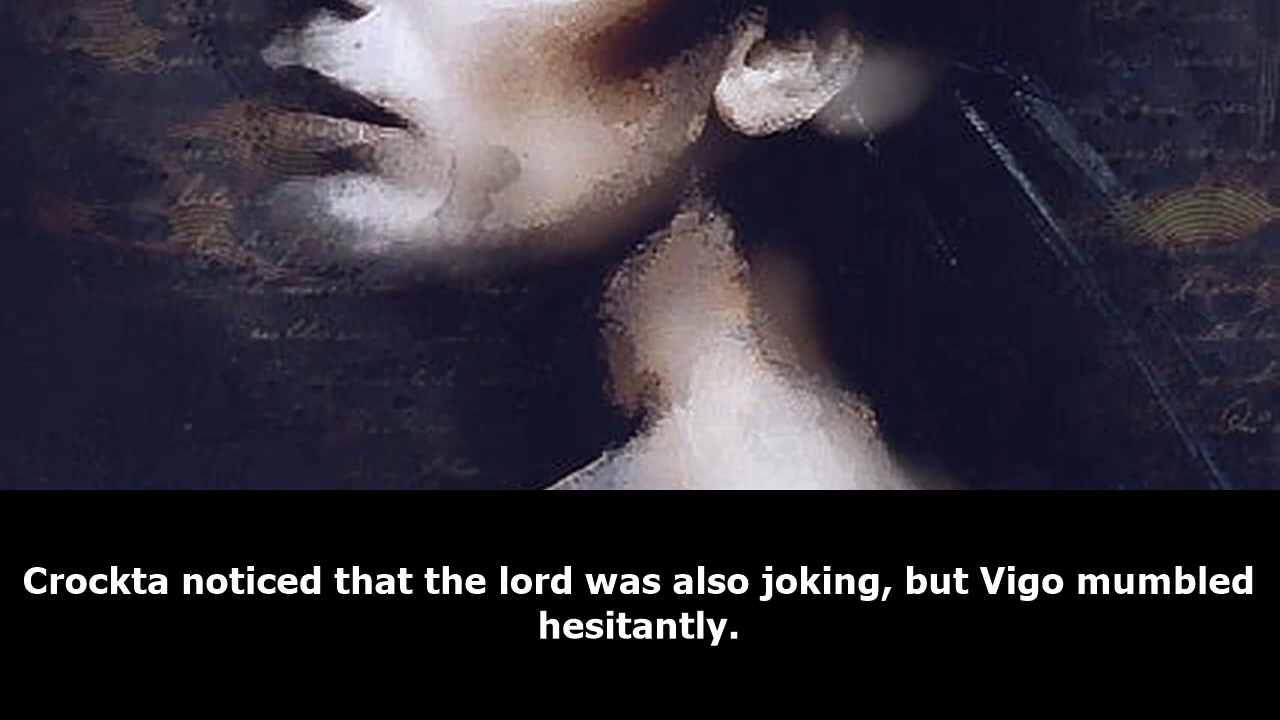 Crockta noticed that the lord was also joking, but Vigo mumbled
hesitantly.